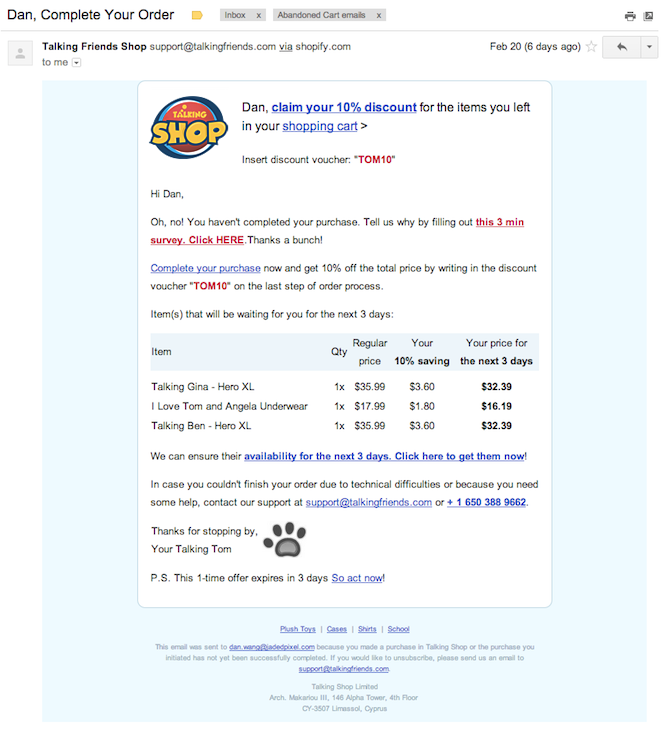 Dan, Complete Your Order
Inbox x
Abandoned Cart emails x
Talking Friends Shop support@talkingfriends.com via shopify.com
Feb 20 (6 days ago)
to me
TALKING
SHOP
Dan, claim your 10% discount for the items you left
in your shopping cart >
Insert discount voucher: "TOM10"
Hi Dan,
Oh, no! You haven't completed your purchase. Tell us why by filling out this 3 min
survey. Click HERE.Thanks a bunch!
Complete your purchase now and get 10% off the total price by writing in the discount
voucher "TOM10" on the last step of order process.
Item(s) that will be waiting for you for the next 3 days:
Item Qty Regular price Your 10% saving Your price for the next 3 days
Talking Gina - Hero XL 1x $35.99 $3.60 $32.39
I Love Tom and Angela Underwear 1x $17.99 $1.80 $16.19
Talking Ben - Hero XL 1x $35.99 $3.60 $32.39
We can ensure their availability for the next 3 days. Click here to get them now!
In case you couldn't finish your order due to technical difficulties or because you need
some help, contact our support at support@talkingfriends.com or + 1 650 388 9662.
Thanks for stopping by,
Your Talking Tom
P.S. This 1-time offer expires in 3 days So act now!
Plush Toys | Cases | Shirts | School
This email was sent to dan.wang@jadedpixel.com because you made a purchase in Talking Shop or the purchase you
initiated has not yet been successfully completed. If you would like to unsubscribe, please send us an email to
support@talkingfriends.com.
Talking Shop Limited
Arch. Makariou III, 146 Alpha Tower, 4th Floor
CY-3507 Limassol, Cyprus